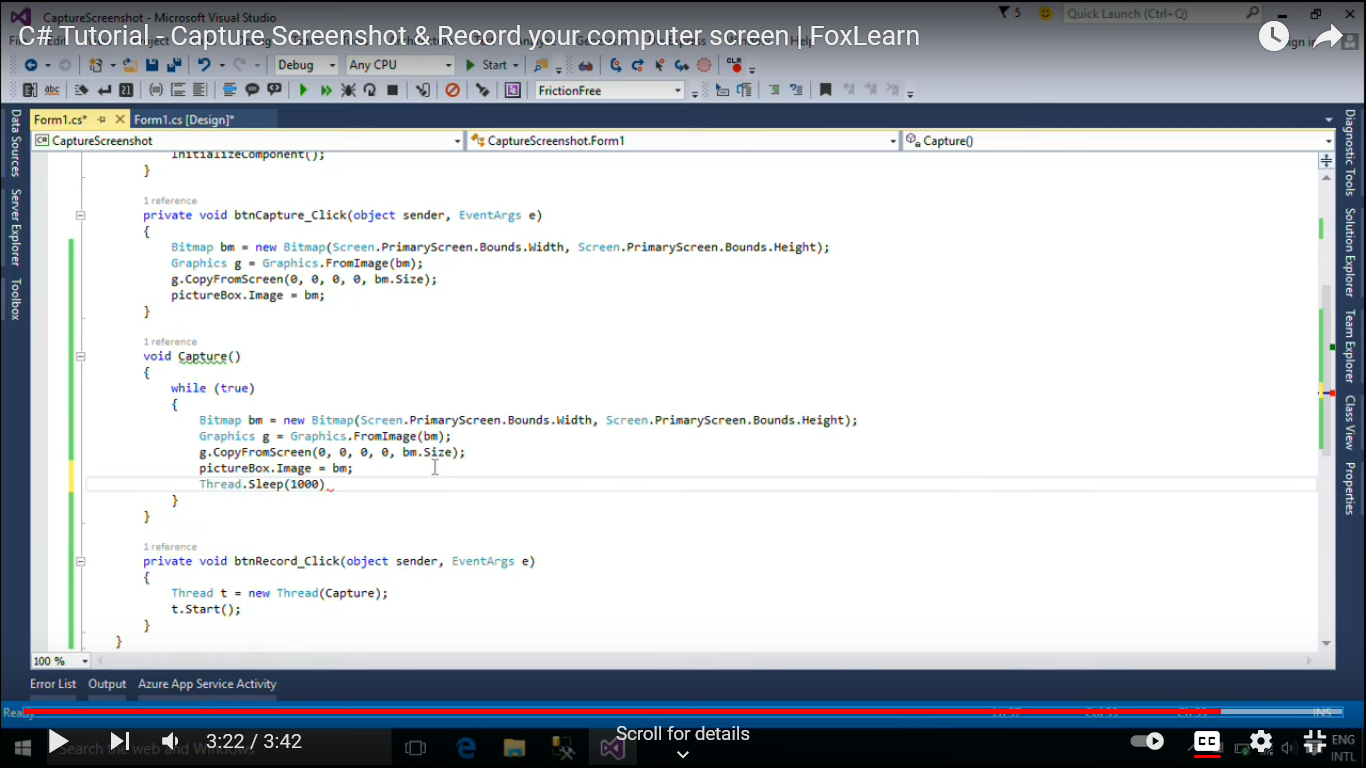 CaptureScreenshot - Microsoft Visual Studio
5
Quick Launch (Ctrl+Q)
C# Tutorial - Capture Screenshot & Record your computer screen | FoxLearn
Debug
Any CPU
Start
FrictionFree
Form1.cs*
Form1.cs [Design]*
CaptureScreenshot
CaptureScreenshot.Form1
Capture()
InitializeComponent();
}
1 reference
private void btnCapture_Click(object sender, EventArgs e)
{
Bitmap bm = new Bitmap(Screen.PrimaryScreen.Bounds.Width, Screen.PrimaryScreen.Bounds.Height);
Graphics g = Graphics.FromImage(bm);
g.CopyFromScreen(0, 0, 0, 0, bm.Size);
pictureBox.Image = bm;
}
1 reference
void Capture()
{
while (true)
{
Bitmap bm = new Bitmap(Screen.PrimaryScreen.Bounds.Width, Screen.PrimaryScreen.Bounds.Height);
Graphics g = Graphics.FromImage(bm);
g.CopyFromScreen(0, 0, 0, 0, bm.Size);
pictureBox.Image = bm;
Thread.Sleep(1000)
}
}
1 reference
private void btnRecord_Click(object sender, EventArgs e)
{
Thread t = new Thread(Capture);
t.Start();
}
}
Data Sources
Server Explorer
Toolbox
Diagnostic Tools
Solution Explorer
Team Explorer
Class View
Properties
100 %
Error List
Output
Azure App Service Activity
Ready
INS
3:22 / 3:42
Scroll for details
CC
Search the web and Windows
ENG
INTL